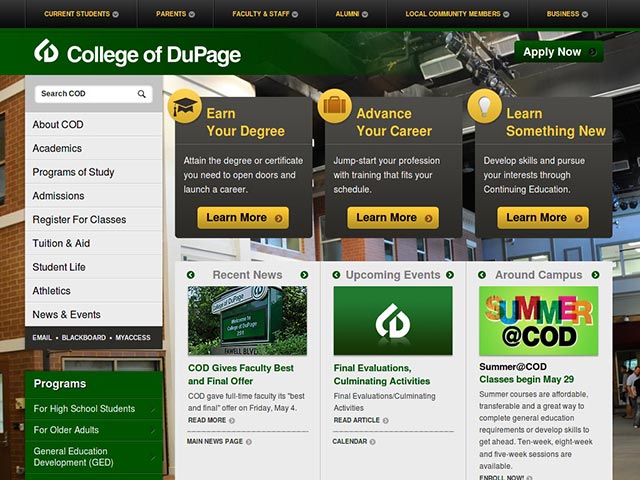 CURRENT STUDENTS
PARENTS
FACULTY & STAFF
ALUMNI
LOCAL COMMUNITY MEMBERS
BUSINESS
College of DuPage
Apply Now
Search COD
About COD
Academics
Programs of Study
Admissions
Register For Classes
Tuition & Aid
Student Life
Athletics
News & Events
EMAIL • BLACKBOARD • MYACCESS
Programs
For High School Students
For Older Adults
General Education
Development (GED)
Earn
Your Degree
Attain the degree or certificate
you need to open doors and
launch a career.
Learn More
Advance
Your Career
Jump-start your profession
with training that fits your
schedule.
Learn More
Learn
Something New
Develop skills and pursue
your interests through
Continuing Education.
Learn More
Recent News
College of DuPage
Welcome to
College of DuPage
FAWELL BLVD
COD Gives Faculty Best
and Final Offer
COD gave full-time faculty its "best
and final" offer on Friday, May 4.
READ MORE
MAIN NEWS PAGE
Upcoming Events
Final Evaluations,
Culminating Activities
Final Evaluations/Culminating
Activities
READ ARTICLE
CALENDAR
Around Campus
SUMMER
@COD
Summer@COD
Classes begin May 29
Summer courses are affordable,
transferable and a great way to
complete general education
requirements or develop skills to
get ahead. Ten-week, eight-week
and five-week sessions are
available.
ENROLL NOW!